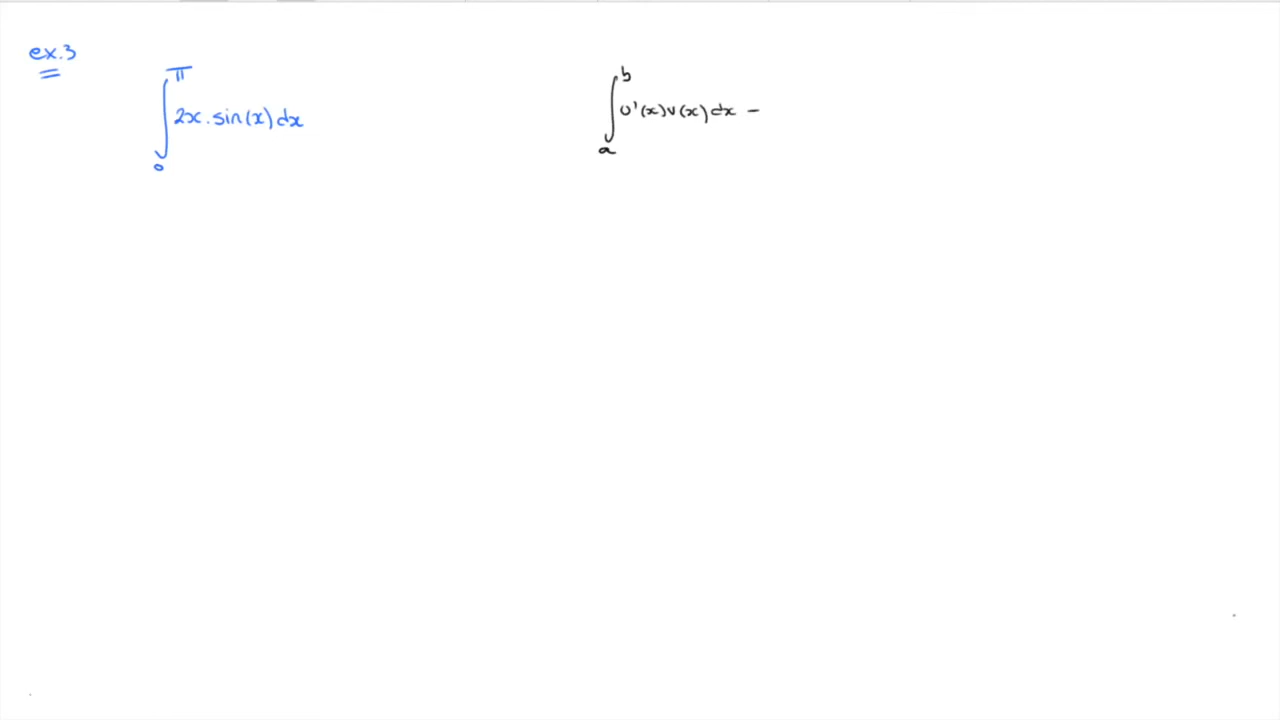 ex.3
∫₀^π 2x.sin(x)dx
∫ₐᵇ u'(x)v(x)dx –